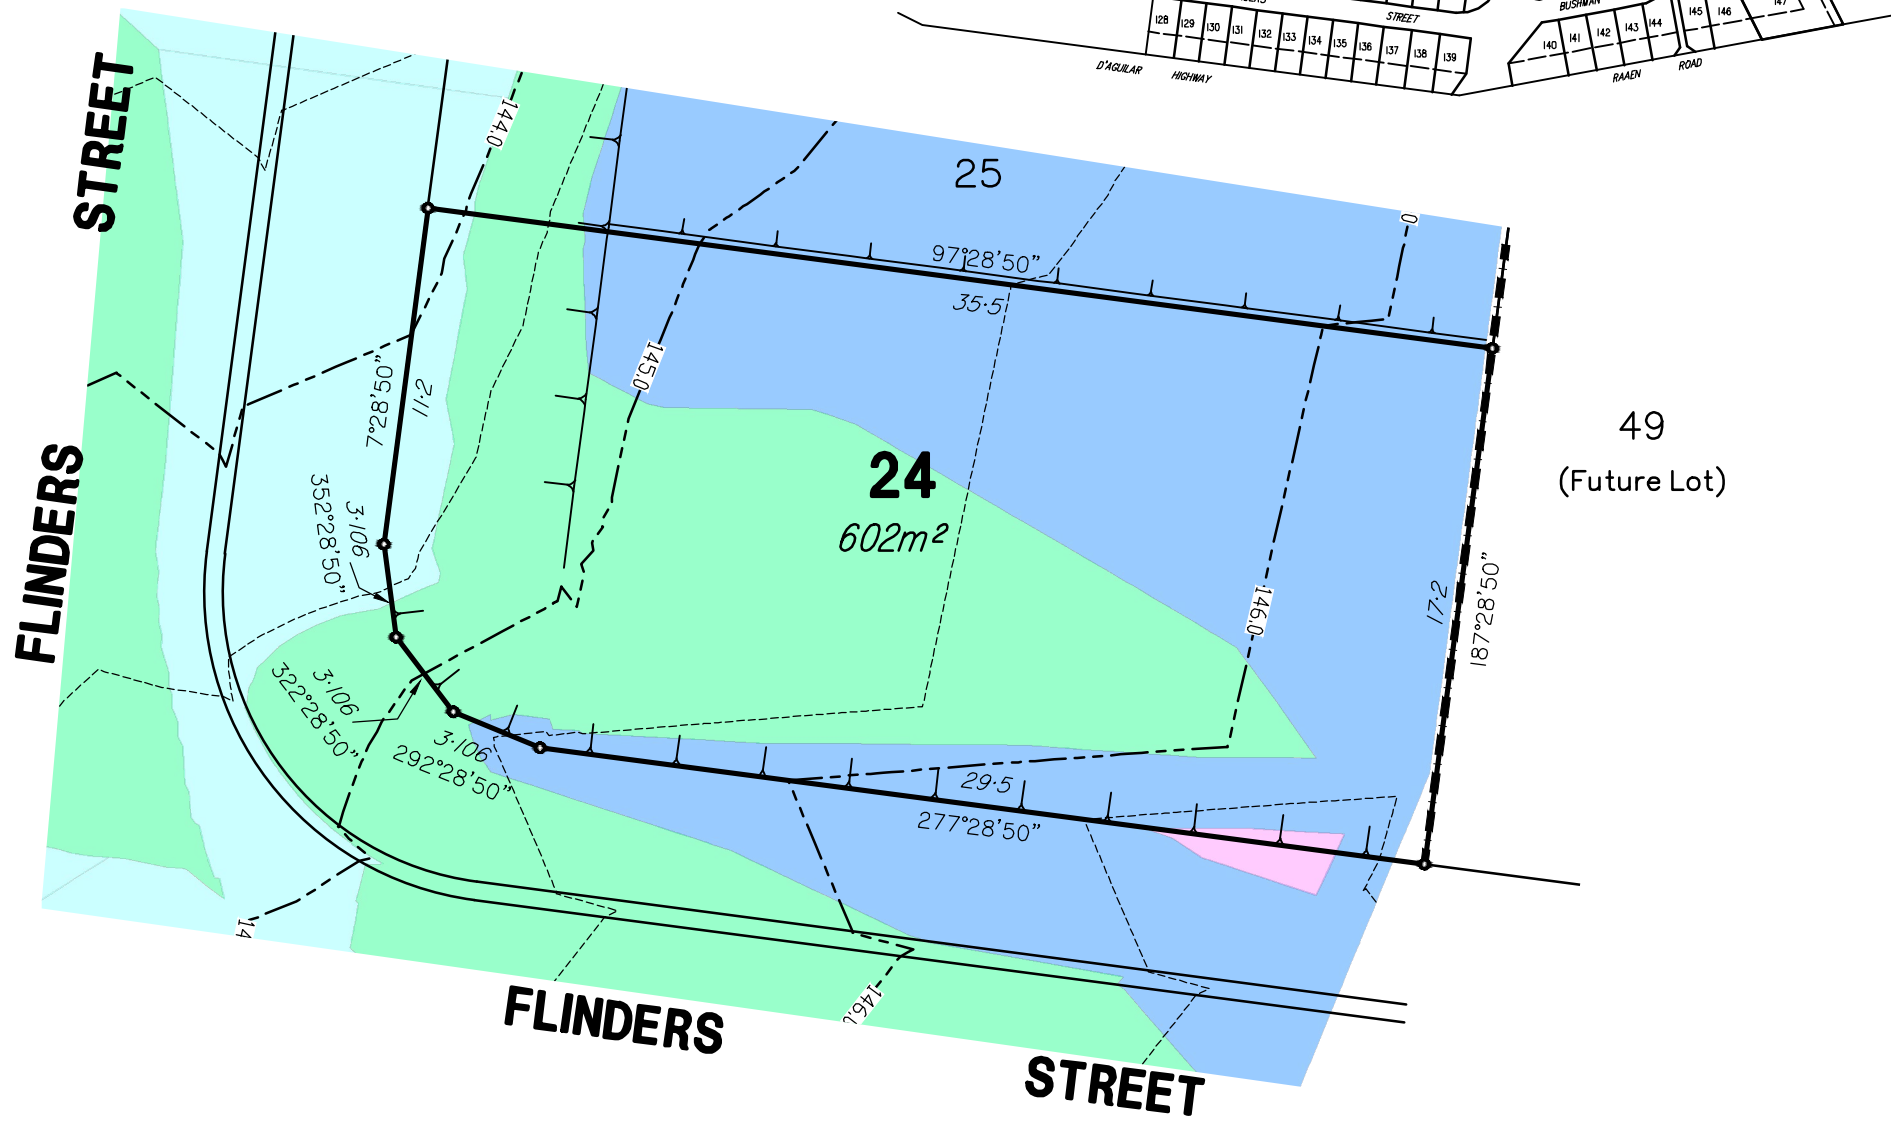 STREET
BUSHMAN
128 129 130 131 132 133 134 135 136 137 138 139
140 141 142 143 144 145 146 147
D'AGUILAR HIGHWAY
RAAEN ROAD
STREET
FLINDERS
144.0
25
0
97°28'50"
35·5
145.0
7°28'50"
11·2
24
602m²
49
(Future Lot)
3·106
352°28'50"
146.0
17·2
187°28'50"
3·106
322°28'50"
3·106
292°28'50"
29·5
277°28'50"
14
146.0
FLINDERS
STREET